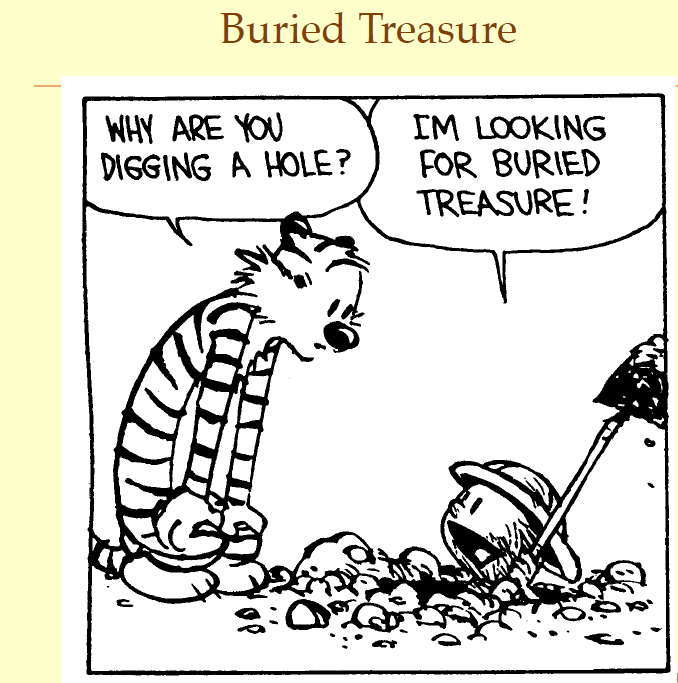 Buried Treasure
WHY ARE YOU
DIGGING A HOLE?
I'M LOOKING
FOR BURIED
TREASURE!